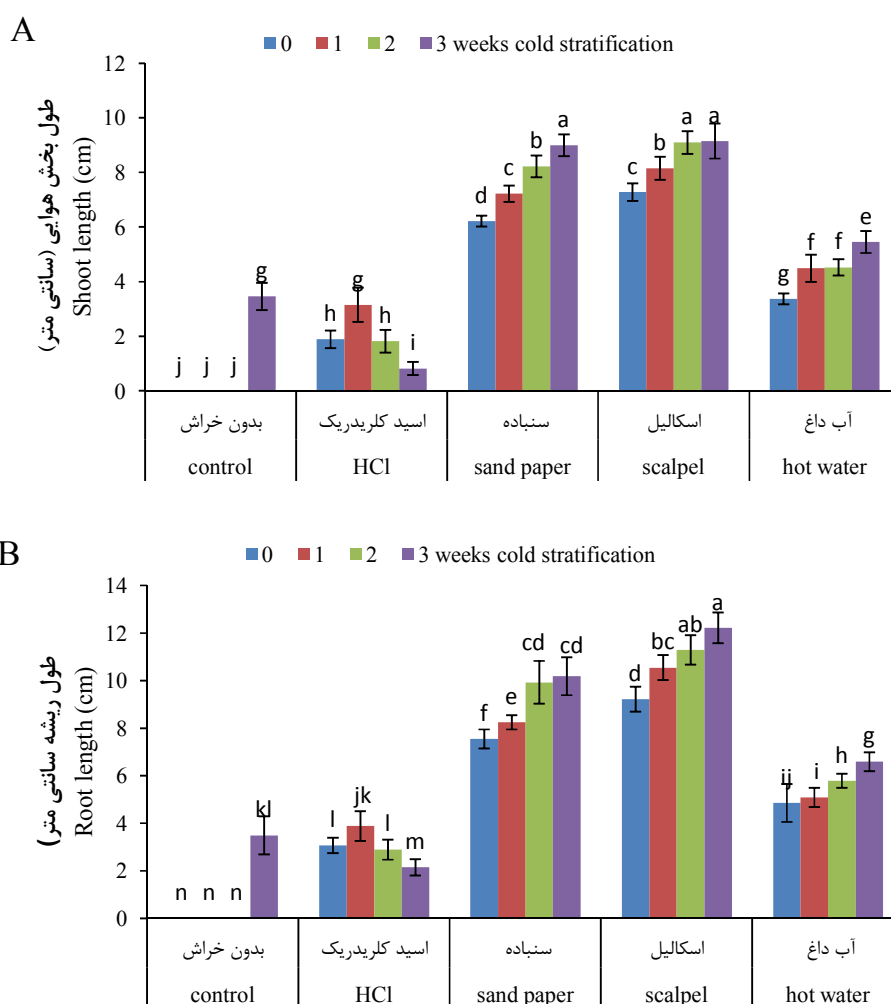 A
0 1 2 3 weeks cold stratification
طول بخش هوایی (سانتی متر)
Shoot length (cm)
12
10
8
6
4
2
0
j j j g
h g h i
d c b a
c b a a
g f f e
بدون خراش اسید کلریدریک سنباده اسکالپل آب داغ
control HCl sand paper scalpel hot water
B
0 1 2 3 weeks cold stratification
طول ریشه سانتی متر)
Root length (cm)
14
12
10
8
6
4
2
0
n n n kl
l jk l m
f e cd cd
d bc ab a
ij i h g
بدون خراش اسید کلریدریک سنباده اسکالپل آب داغ
control HCl sand paper scalpel hot water